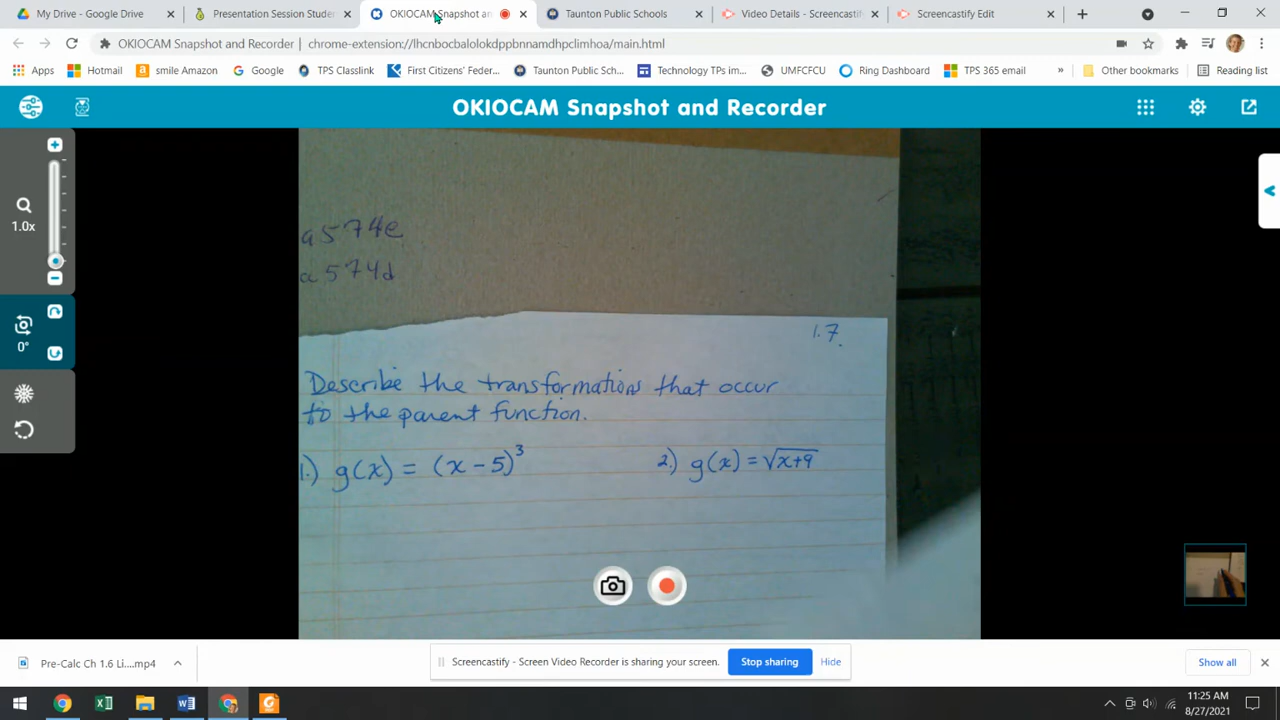 My Drive - Google Drive
Presentation Session Studen
OKIOCAM Snapshot an
Taunton Public Schools
Video Details - Screencastif
Screencastify Edit
OKIOCAM Snapshot and Recorder | chrome-extension://lhcnbocbalolokdppbnnamdhpclimhoa/main.html
Apps
Hotmail
smile Amazon
Google
TPS Classlink
First Citizens' Feder...
Taunton Public Sch...
Technology TPs im...
UMFCFCU
Ring Dashboard
TPS 365 email
»
Other bookmarks
Reading list
OKIOCAM Snapshot and Recorder
1.0x
0°
a574e
a574d
1.7
Describe the transformations that occur
to the parent function.
1.) g(x) = (x-5)³
2.) g(x) = √x+9
Pre-Calc Ch 1.6 Li....mp4
Screencastify - Screen Video Recorder is sharing your screen.
Stop sharing
Hide
Show all
11:25 AM
8/27/2021